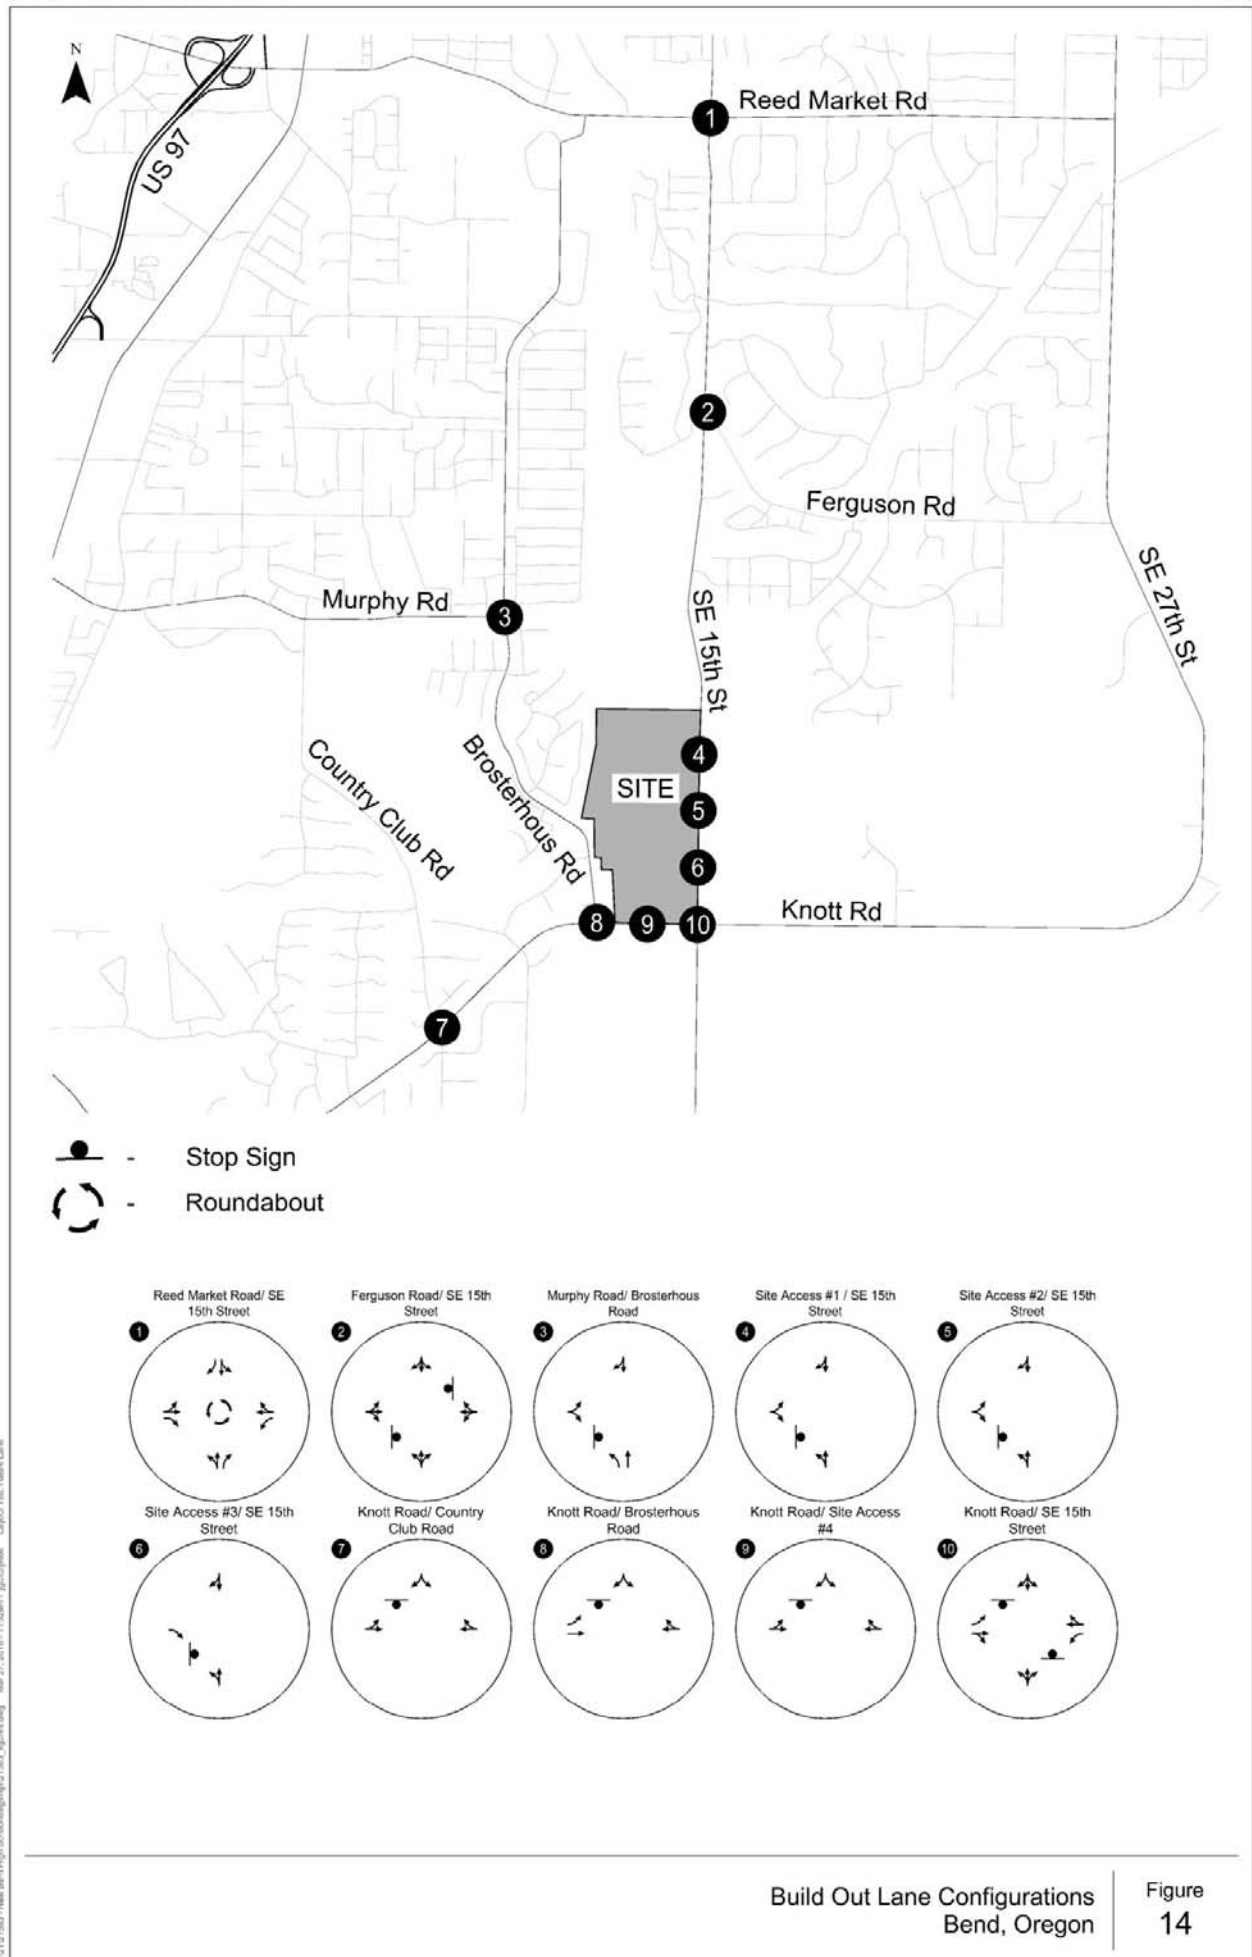 N
US 97
1
Reed Market Rd
2
Ferguson Rd
SE 27th St
Murphy Rd
3
SE 15th St
SITE
4
5
6
Country Club Rd
Brosterhous Rd
Knott Rd
8
9
10
7
- Stop Sign
- Roundabout
Reed Market Road/ SE
15th Street
1
Ferguson Road/ SE 15th
Street
2
Murphy Road/ Brosterhous
Road
3
Site Access #1 / SE 15th
Street
4
Site Access #2/ SE 15th
Street
5
Site Access #3/ SE 15th
Street
6
Knott Road/ Country
Club Road
7
Knott Road/ Brosterhous
Road
8
Knott Road/ Site Access
#4
9
Knott Road/ SE 15th
Street
10
Build Out Lane Configurations
Bend, Oregon
Figure
14